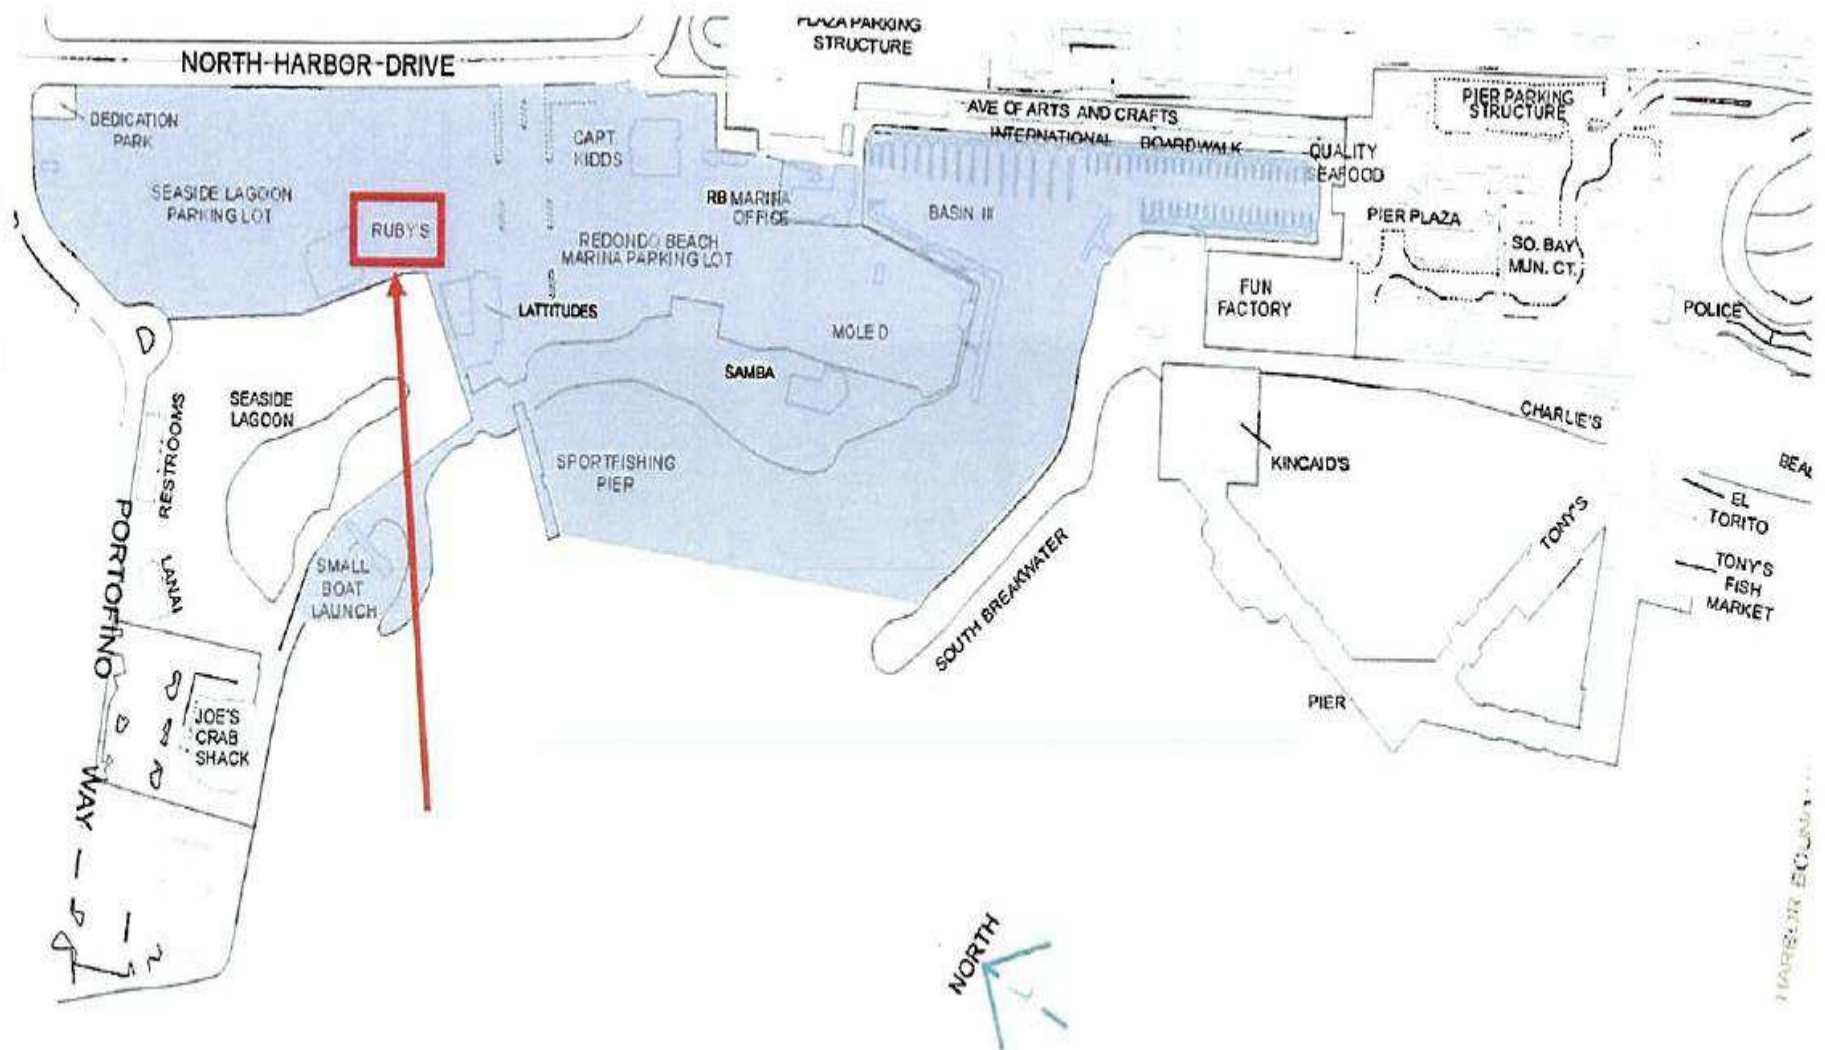 PLAZA PARKING
STRUCTURE
NORTH-HARBOR-DRIVE
DEDICATION
PARK
CAPT.
KIDDS
AVE OF ARTS AND CRAFTS
INTERNATIONAL BOARDWALK
PIER PARKING
STRUCTURE
QUALITY
SEAFOOD
SEASIDE LAGOON
PARKING LOT
RUBY'S
RB MARINA
OFFICE
BASIN III
PIER PLAZA
SO. BAY
MUN. CT.
REDONDO BEACH
MARINA PARKING LOT
LATTITUDES
MOLE D
FUN
FACTORY
POLICE
SAMBA
SEASIDE
LAGOON
RESTROOMS
CHARLIE'S
KINCAID'S
SPORTFISHING
PIER
EL
TORITO
TONY'S
TONY'S
FISH
MARKET
SMALL
BOAT
LAUNCH
LANAI
PORTOFINO
WAY
SOUTH BREAKWATER
PIER
JOE'S
CRAB
SHACK
NORTH
HARBOR